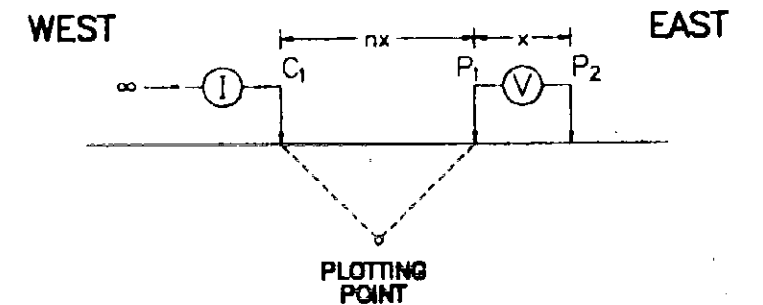 WEST
EAST
nx
x
∞
I
C₁
P₁
V
P₂
PLOTTING
POINT